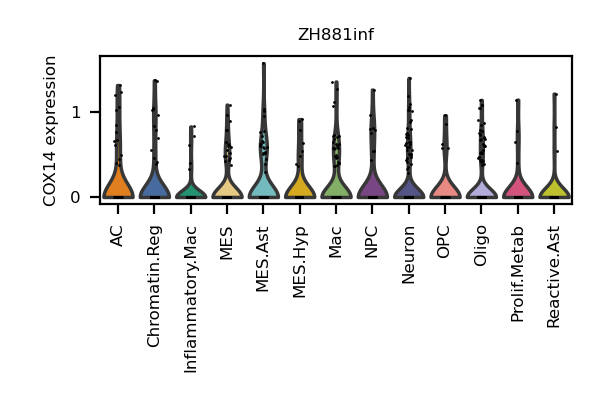 ZH881inf
COX14 expression
1
0
AC
Chromatin.Reg
Inflammatory.Mac
MES
MES.Ast
MES.Hyp
Mac
NPC
Neuron
OPC
Oligo
Prolif.Metab
Reactive.Ast